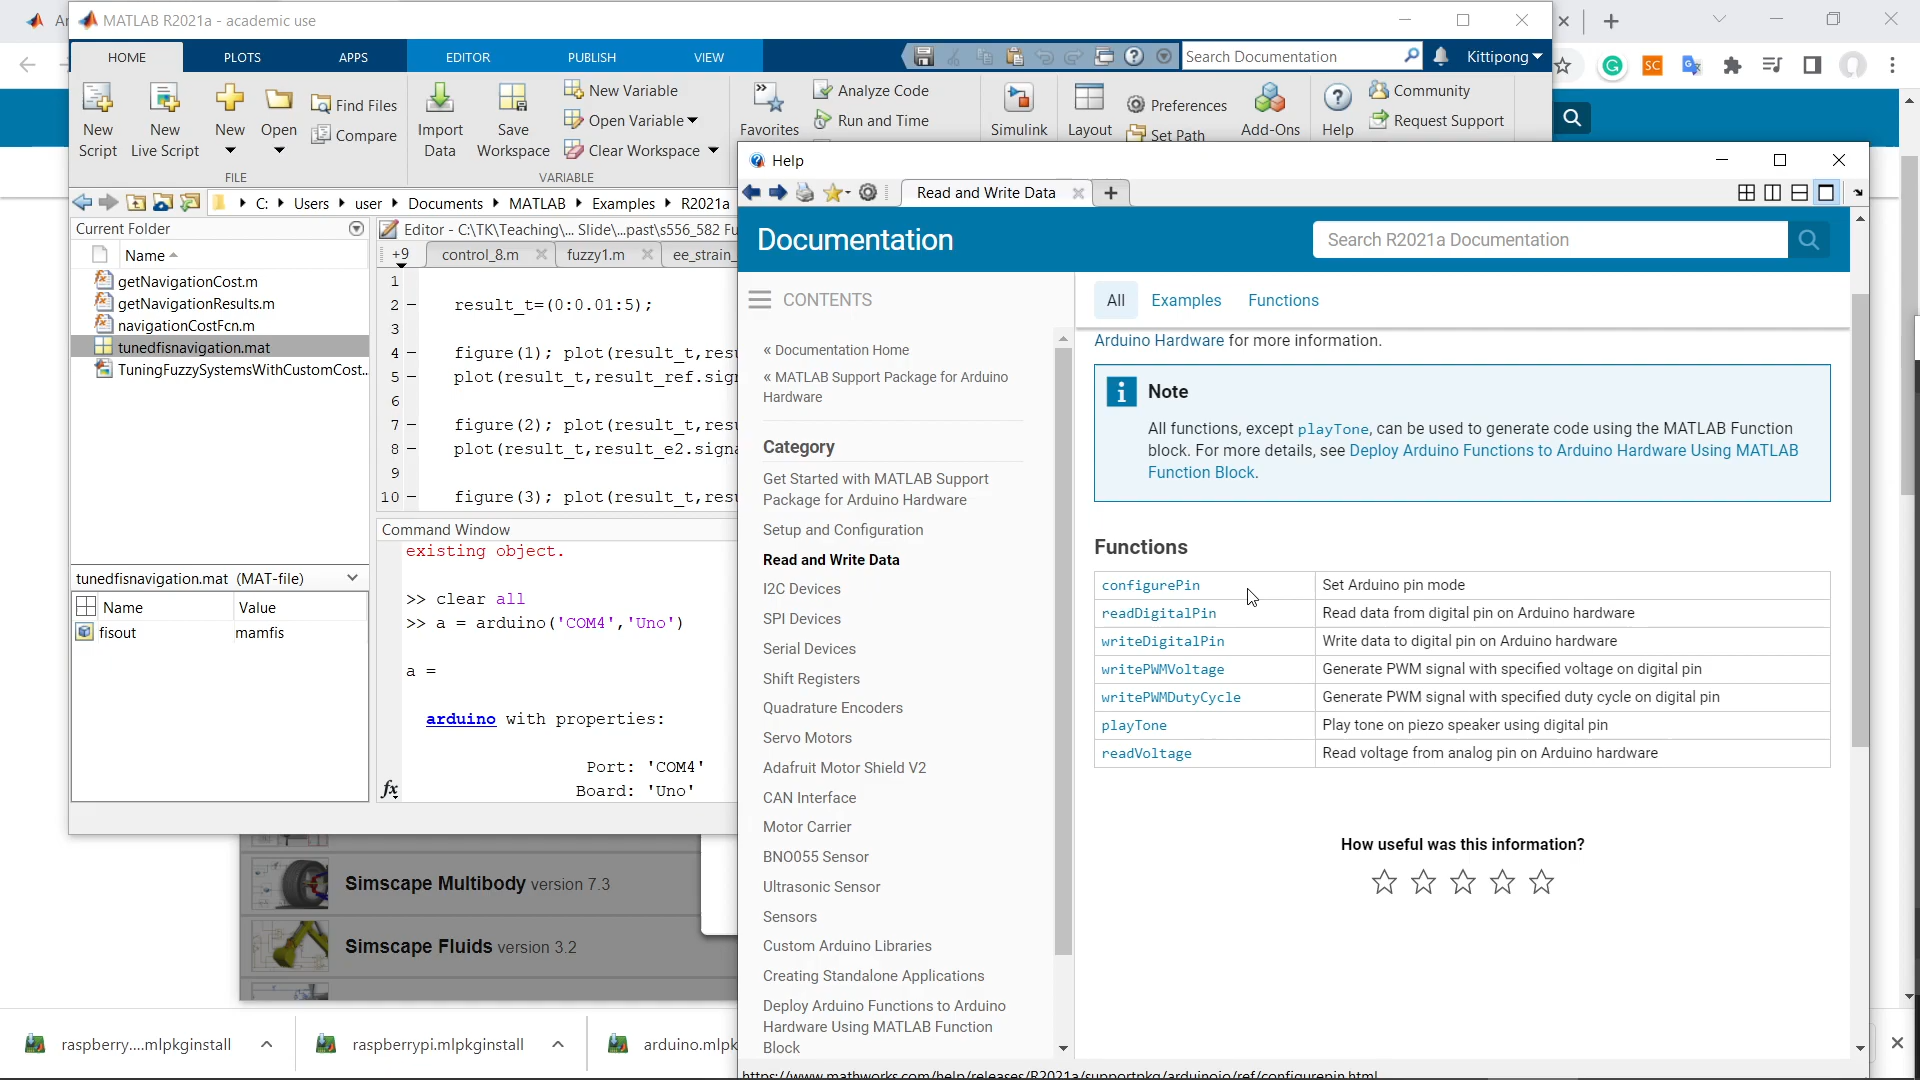 MATLAB R2021a - academic use
HOME PLOTS APPS EDITOR PUBLISH VIEW
Search Documentation
Kittipong
New Script
New Live Script
New
Open
Find Files
Compare
FILE
Import Data
Save Workspace
New Variable
Open Variable
Clear Workspace
VARIABLE
Favorites
Analyze Code
Run and Time
Simulink
Layout
Preferences
Set Path
Add-Ons
Help
Community
Request Support
C: Users user Documents MATLAB Examples R2021a
Current Folder
Name
getNavigationCost.m
getNavigationResults.m
navigationCostFcn.m
tunedfisnavigation.mat
TuningFuzzySystemsWithCustomCost...
tunedfisnavigation.mat (MAT-file)
Name Value
fisout mamfis
Editor - C:\TK\Teaching\... Slide\...past\s556_582 Fu
+9 control_8.m fuzzy1.m ee_strain_
1
2 – result_t=(0:0.01:5);
3
4 – figure(1); plot(result_t,resu
5 – plot(result_t,result_ref.sign
6
7 – figure(2); plot(result_t,resu
8 – plot(result_t,result_e2.signa
9
10 – figure(3); plot(result_t,resu
Command Window
existing object.
>> clear all
>> a = arduino('COM4','Uno')
a =
arduino with properties:
Port: 'COM4'
Board: 'Uno'
fx
Simscape Multibody version 7.3
Simscape Fluids version 3.2
raspberry....mlpkginstall
raspberrypi.mlpkginstall
arduino.mlpk
Help
Read and Write Data
Documentation
Search R2021a Documentation
CONTENTS
« Documentation Home
« MATLAB Support Package for Arduino
Hardware
Category
Get Started with MATLAB Support
Package for Arduino Hardware
Setup and Configuration
Read and Write Data
I2C Devices
SPI Devices
Serial Devices
Shift Registers
Quadrature Encoders
Servo Motors
Adafruit Motor Shield V2
CAN Interface
Motor Carrier
BNO055 Sensor
Ultrasonic Sensor
Sensors
Custom Arduino Libraries
Creating Standalone Applications
Deploy Arduino Functions to Arduino
Hardware Using MATLAB Function
Block
All Examples Functions
Arduino Hardware for more information.
Note
All functions, except playTone, can be used to generate code using the MATLAB Function
block. For more details, see Deploy Arduino Functions to Arduino Hardware Using MATLAB
Function Block.
Functions
configurePin Set Arduino pin mode
readDigitalPin Read data from digital pin on Arduino hardware
writeDigitalPin Write data to digital pin on Arduino hardware
writePWMVoltage Generate PWM signal with specified voltage on digital pin
writePWMDutyCycle Generate PWM signal with specified duty cycle on digital pin
playTone Play tone on piezo speaker using digital pin
readVoltage Read voltage from analog pin on Arduino hardware
How useful was this information?
https://www.mathworks.com/help/releases/R2021a/supportpkg/arduinoio/ref/configurepin.html